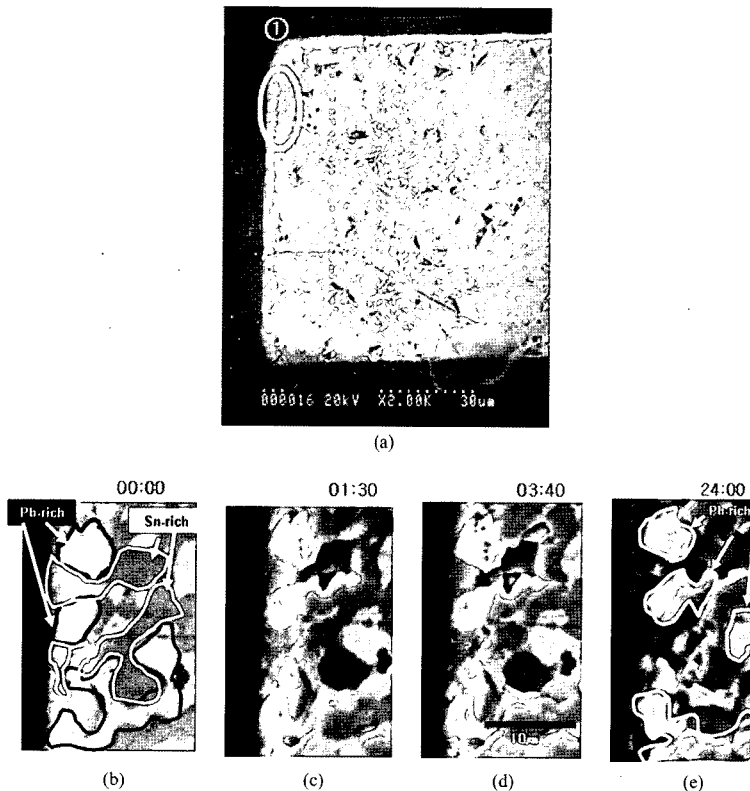 ①
000016 20kV X2.00K 30um
(a)
00:00
Pb-rich
Sn-rich
01:30
03:40
10㎛
24:00
Pb-rich
(b)
(c)
(d)
(e)